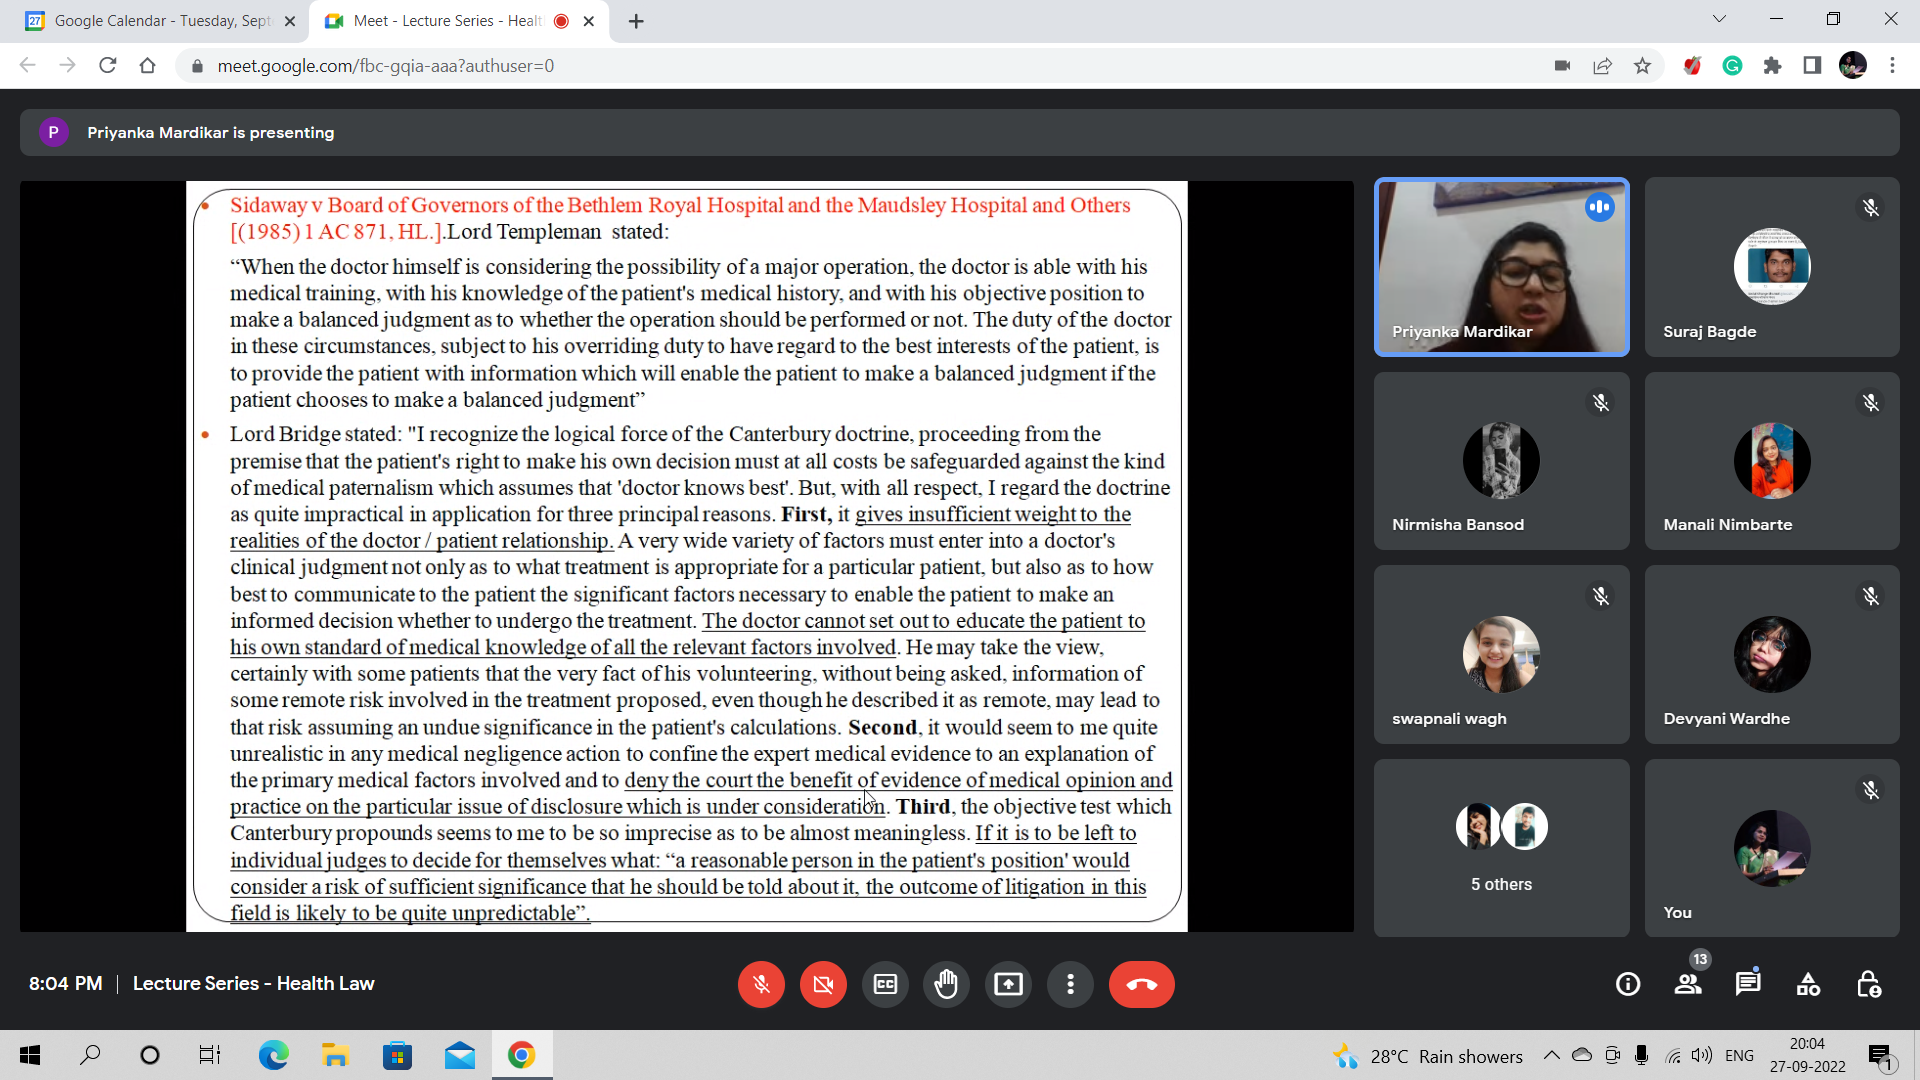 Google Calendar - Tuesday, Sept
Meet - Lecture Series - Healt
meet.google.com/fbc-gqia-aaa?authuser=0
P
Priyanka Mardikar is presenting
Sidaway v Board of Governors of the Bethlem Royal Hospital and the Maudsley Hospital and Others
[(1985) 1 AC 871, HL.].Lord Templeman stated:
“When the doctor himself is considering the possibility of a major operation, the doctor is able with his
medical training, with his knowledge of the patient's medical history, and with his objective position to
make a balanced judgment as to whether the operation should be performed or not. The duty of the doctor
in these circumstances, subject to his overriding duty to have regard to the best interests of the patient, is
to provide the patient with information which will enable the patient to make a balanced judgment if the
patient chooses to make a balanced judgment”
Lord Bridge stated: "I recognize the logical force of the Canterbury doctrine, proceeding from the
premise that the patient's right to make his own decision must at all costs be safeguarded against the kind
of medical paternalism which assumes that 'doctor knows best'. But, with all respect, I regard the doctrine
as quite impractical in application for three principal reasons. First, it gives insufficient weight to the
realities of the doctor / patient relationship. A very wide variety of factors must enter into a doctor's
clinical judgment not only as to what treatment is appropriate for a particular patient, but also as to how
best to communicate to the patient the significant factors necessary to enable the patient to make an
informed decision whether to undergo the treatment. The doctor cannot set out to educate the patient to
his own standard of medical knowledge of all the relevant factors involved. He may take the view,
certainly with some patients that the very fact of his volunteering, without being asked, information of
some remote risk involved in the treatment proposed, even though he described it as remote, may lead to
that risk assuming an undue significance in the patient's calculations. Second, it would seem to me quite
unrealistic in any medical negligence action to confine the expert medical evidence to an explanation of
the primary medical factors involved and to deny the court the benefit of evidence of medical opinion and
practice on the particular issue of disclosure which is under consideration. Third, the objective test which
Canterbury propounds seems to me to be so imprecise as to be almost meaningless. If it is to be left to
individual judges to decide for themselves what: “a reasonable person in the patient's position' would
consider a risk of sufficient significance that he should be told about it, the outcome of litigation in this
field is likely to be quite unpredictable”.
Priyanka Mardikar
Suraj Bagde
Nirmisha Bansod
Manali Nimbarte
swapnali wagh
Devyani Wardhe
5 others
You
8:04 PM
Lecture Series - Health Law
CC
13
28°C Rain showers
ENG
20:04
27-09-2022
1